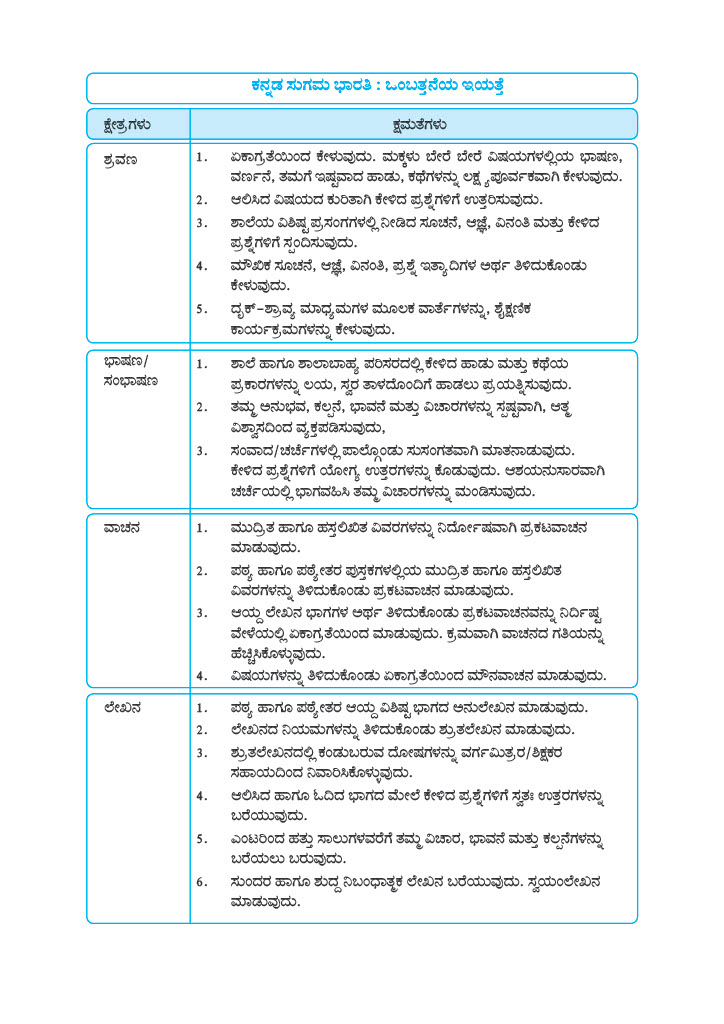 ಕನ್ನಡ ಸುಗಮ ಭಾರತಿ : ಒಂಬತ್ತನೆಯ ಇಯತ್ತೆ
ಕ್ಷೇತ್ರಗಳು ಕ್ಷಮತೆಗಳು
ಶ್ರವಣ 1. ಏಕಾಗ್ರತೆಯಿಂದ ಕೇಳುವುದು. ಮಕ್ಕಳು ಬೇರೆ ಬೇರೆ ವಿಷಯಗಳಲ್ಲಿಯ ಭಾಷಣ,
ವರ್ಣನೆ, ತಮಗೆ ಇಷ್ಟವಾದ ಹಾಡು, ಕಥೆಗಳನ್ನು ಲಕ್ಷ್ಯಪೂರ್ವಕವಾಗಿ ಕೇಳುವುದು.
2. ಆಲಿಸಿದ ವಿಷಯದ ಕುರಿತಾಗಿ ಕೇಳಿದ ಪ್ರಶ್ನೆಗಳಿಗೆ ಉತ್ತರಿಸುವುದು.
3. ಶಾಲೆಯ ವಿಶಿಷ್ಟ ಪ್ರಸಂಗಗಳಲ್ಲಿ ನೀಡಿದ ಸೂಚನೆ, ಆಜ್ಞೆ, ವಿನಂತಿ ಮತ್ತು ಕೇಳಿದ
ಪ್ರಶ್ನೆಗಳಿಗೆ ಸ್ಪಂದಿಸುವುದು.
4. ಮೌಖಿಕ ಸೂಚನೆ, ಆಜ್ಞೆ, ವಿನಂತಿ, ಪ್ರಶ್ನೆ ಇತ್ಯಾದಿಗಳ ಅರ್ಥ ತಿಳಿದುಕೊಂಡು
ಕೇಳುವುದು.
5. ದೃಕ್-ಶ್ರಾವ್ಯ ಮಾಧ್ಯಮಗಳ ಮೂಲಕ ವಾರ್ತೆಗಳನ್ನು, ಶೈಕ್ಷಣಿಕ
ಕಾರ್ಯಕ್ರಮಗಳನ್ನು ಕೇಳುವುದು.
ಭಾಷಣ/
ಸಂಭಾಷಣ
1. ಶಾಲೆ ಹಾಗೂ ಶಾಲಾಬಾಹ್ಯ ಪರಿಸರದಲ್ಲಿ ಕೇಳಿದ ಹಾಡು ಮತ್ತು ಕಥೆಯ
ಪ್ರಕಾರಗಳನ್ನು ಲಯ, ಸ್ವರ ತಾಳದೊಂದಿಗೆ ಹಾಡಲು ಪ್ರಯತ್ನಿಸುವುದು.
2. ತಮ್ಮ ಅನುಭವ, ಕಲ್ಪನೆ, ಭಾವನೆ ಮತ್ತು ವಿಚಾರಗಳನ್ನು ಸ್ಪಷ್ಟವಾಗಿ, ಆತ್ಮ
ವಿಶ್ವಾಸದಿಂದ ವ್ಯಕ್ತಪಡಿಸುವುದು,
3. ಸಂವಾದ/ಚರ್ಚೆಗಳಲ್ಲಿ ಪಾಲ್ಗೊಂಡು ಸುಸಂಗತವಾಗಿ ಮಾತನಾಡುವುದು.
ಕೇಳಿದ ಪ್ರಶ್ನೆಗಳಿಗೆ ಯೋಗ್ಯ ಉತ್ತರಗಳನ್ನು ಕೊಡುವುದು. ಆಶಯನುಸಾರವಾಗಿ
ಚರ್ಚೆಯಲ್ಲಿ ಭಾಗವಹಿಸಿ ತಮ್ಮ ವಿಚಾರಗಳನ್ನು ಮಂಡಿಸುವುದು.
ವಾಚನ 1. ಮುದ್ರಿತ ಹಾಗೂ ಹಸ್ತಲಿಖಿತ ವಿವರಗಳನ್ನು ನಿರ್ದೋಷವಾಗಿ ಪ್ರಕಟವಾಚನ
ಮಾಡುವುದು.
2. ಪಠ್ಯ ಹಾಗೂ ಪಠ್ಯೇತರ ಪುಸ್ತಕಗಳಲ್ಲಿಯ ಮುದ್ರಿತ ಹಾಗೂ ಹಸ್ತಲಿಖಿತ
ವಿವರಗಳನ್ನು ತಿಳಿದುಕೊಂಡು ಪ್ರಕಟವಾಚನ ಮಾಡುವುದು.
3. ಆಯ್ದ ಲೇಖನ ಭಾಗಗಳ ಅರ್ಥ ತಿಳಿದುಕೊಂಡು ಪ್ರಕಟವಾಚನವನ್ನು ನಿರ್ದಿಷ್ಟ
ವೇಳೆಯಲ್ಲಿ ಏಕಾಗ್ರತೆಯಿಂದ ಮಾಡುವುದು. ಕ್ರಮವಾಗಿ ವಾಚನದ ಗತಿಯನ್ನು
ಹೆಚ್ಚಿಸಿಕೊಳ್ಳುವುದು.
4. ವಿಷಯಗಳನ್ನು ತಿಳಿದುಕೊಂಡು ಏಕಾಗ್ರತೆಯಿಂದ ಮೌನವಾಚನ ಮಾಡುವುದು.
ಲೇಖನ 1. ಪಠ್ಯ ಹಾಗೂ ಪಠ್ಯೇತರ ಆಯ್ದ ವಿಶಿಷ್ಟ ಭಾಗದ ಅನುಲೇಖನ ಮಾಡುವುದು.
2. ಲೇಖನದ ನಿಯಮಗಳನ್ನು ತಿಳಿದುಕೊಂಡು ಶ್ರುತಲೇಖನ ಮಾಡುವುದು.
3. ಶ್ರುತಲೇಖನದಲ್ಲಿ ಕಂಡುಬರುವ ದೋಷಗಳನ್ನು ವರ್ಗಮಿತ್ರರ/ಶಿಕ್ಷಕರ
ಸಹಾಯದಿಂದ ನಿವಾರಿಸಿಕೊಳ್ಳುವುದು.
4. ಆಲಿಸಿದ ಹಾಗೂ ಓದಿದ ಭಾಗದ ಮೇಲೆ ಕೇಳಿದ ಪ್ರಶ್ನೆಗಳಿಗೆ ಸ್ವತಃ ಉತ್ತರಗಳನ್ನು
ಬರೆಯುವುದು.
5. ಎಂಟರಿಂದ ಹತ್ತು ಸಾಲುಗಳವರೆಗೆ ತಮ್ಮ ವಿಚಾರ, ಭಾವನೆ ಮತ್ತು ಕಲ್ಪನೆಗಳನ್ನು
ಬರೆಯಲು ಬರುವುದು.
6. ಸುಂದರ ಹಾಗೂ ಶುದ್ದ ನಿಬಂಧಾತ್ಮಕ ಲೇಖನ ಬರೆಯುವುದು. ಸ್ವಯಂಲೇಖನ
ಮಾಡುವುದು.